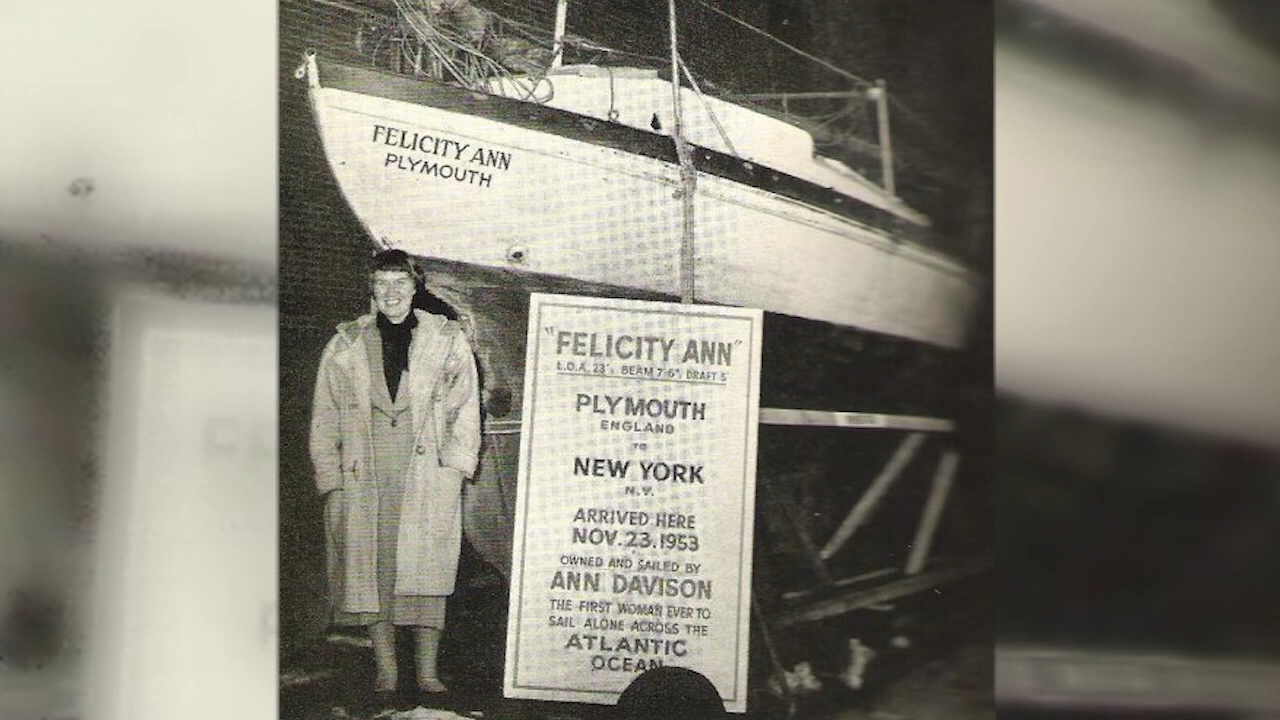 FELICITY ANN
PLYMOUTH
"FELICITY ANN"
L.O.A. 23'. BEAM 7'6". DRAFT 5
PLYMOUTH
ENGLAND
TO
NEW YORK
N.Y.
ARRIVED HERE
NOV. 23. 1953
OWNED AND SAILED BY
ANN DAVISON
THE FIRST WOMAN EVER TO
SAIL ALONE ACROSS THE
ATLANTIC
OCEAN